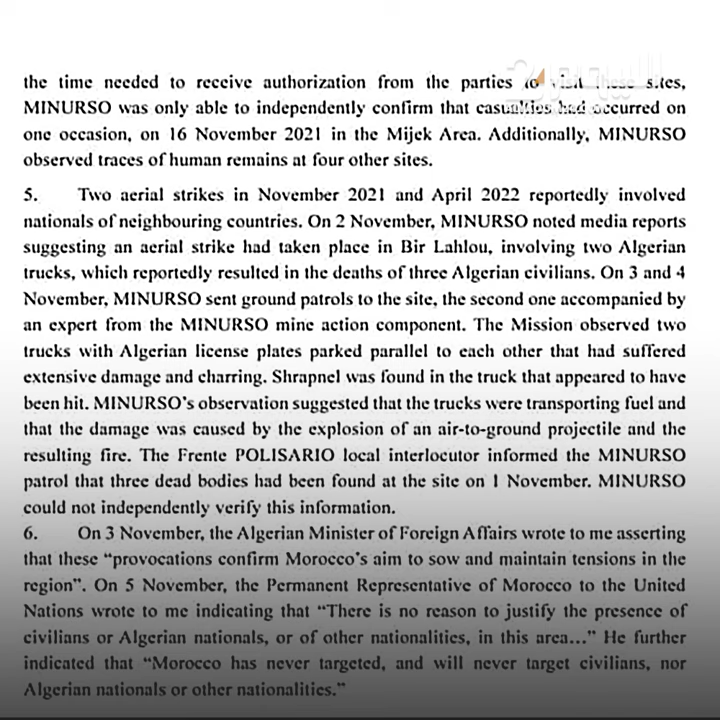 the time needed to receive authorization from the parties to visit these sites,
MINURSO was only able to independently confirm that casualties had occurred on
one occasion, on 16 November 2021 in the Mijek Area. Additionally, MINURSO
observed traces of human remains at four other sites.
5. Two aerial strikes in November 2021 and April 2022 reportedly involved
nationals of neighbouring countries. On 2 November, MINURSO noted media reports
suggesting an aerial strike had taken place in Bir Lahlou, involving two Algerian
trucks, which reportedly resulted in the deaths of three Algerian civilians. On 3 and 4
November, MINURSO sent ground patrols to the site, the second one accompanied by
an expert from the MINURSO mine action component. The Mission observed two
trucks with Algerian license plates parked parallel to each other that had suffered
extensive damage and charring. Shrapnel was found in the truck that appeared to have
been hit. MINURSO's observation suggested that the trucks were transporting fuel and
that the damage was caused by the explosion of an air-to-ground projectile and the
resulting fire. The Frente POLISARIO local interlocutor informed the MINURSO
patrol that three dead bodies had been found at the site on 1 November. MINURSO
could not independently verify this information.
6. On 3 November, the Algerian Minister of Foreign Affairs wrote to me asserting
that these “provocations confirm Morocco's aim to sow and maintain tensions in the
region”. On 5 November, the Permanent Representative of Morocco to the United
Nations wrote to me indicating that “There is no reason to justify the presence of
civilians or Algerian nationals, or of other nationalities, in this area...” He further
indicated that “Morocco has never targeted, and will never target civilians, nor
Algerian nationals or other nationalities.”